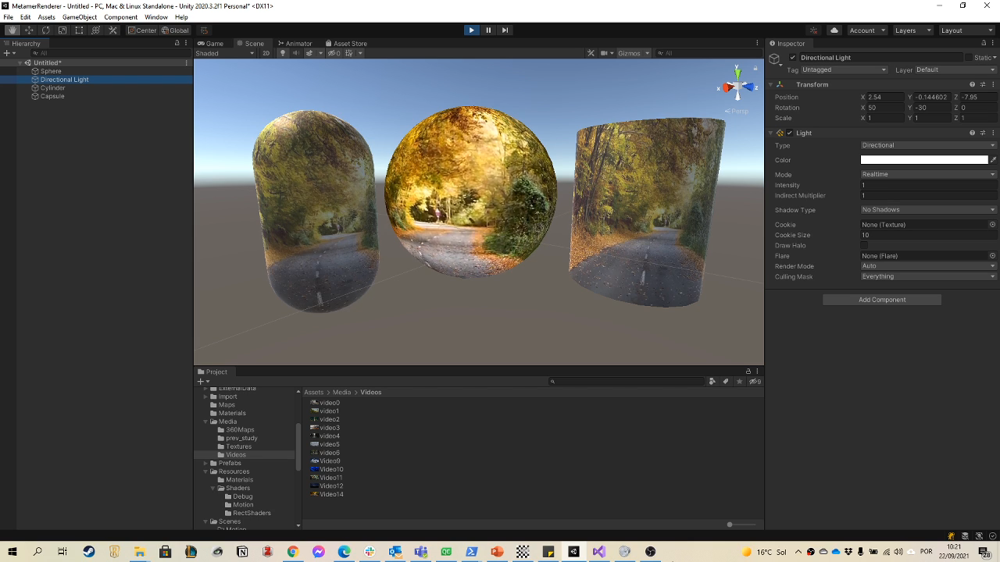 MetamerRenderer - Untitled - PC, Mac & Linux Standalone - Unity 2020.3.2f1 Personal* <DX11>
File Edit Assets GameObject Component Window Help
Center Global Account Layers Layout
Hierarchy Game Scene Animator Asset Store Inspector
All Shaded 2D 0 Gizmos All Directional Light Static
Untitled*
Sphere
Directional Light
Cylinder
Capsule
Tag Untagged Layer Default
Transform
Position X 2.54 Y -0.144602 Z -7.95
Rotation X 50 Y -30 Z 0
Scale X 1 Y 1 Z 1
y x z
Persp
Light
Type Directional
Color
Mode Realtime
Intensity 1
Indirect Multiplier 1
Shadow Type No Shadows
Cookie None (Texture)
Cookie Size 10
Draw Halo
Flare None (Flare)
Render Mode Auto
Culling Mask Everything
Add Component
Project
9
ExternalData
Import
Maps
Materials
Media
360Maps
prev_study
Textures
Videos
Prefabs
Resources
Materials
Shaders
Debug
Motion
RectShaders
Scenes
Motion
Assets Media Videos
video0
video1
video2
video3
video4
video5
video6
Video9
Video10
Video11
Video12
Video14
16°C Sol POR 10:21
22/09/2021 28